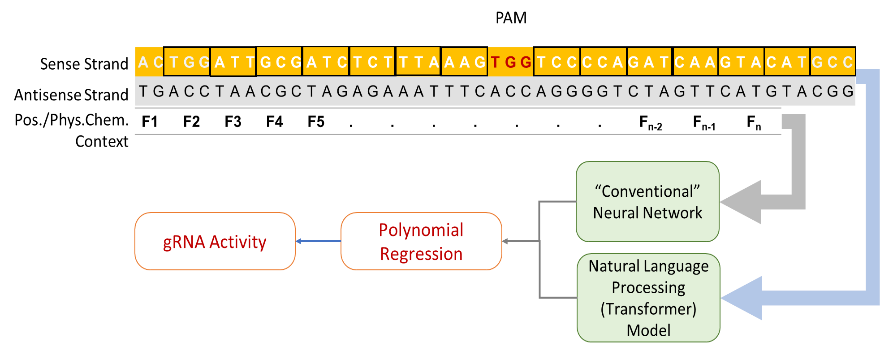 PAM
Sense Strand ACTGGATTGCGATCTCTTTAAAGTGGTCCCCAGATCAAGTACATGCC
Antisense Strand TGACCTAACGCTAGAGAAATTTCACCAGGGGTCTAGTTCATGTACGG
Pos./Phys.Chem. F1 F2 F3 F4 F5 . . . . . . . Fn-2 Fn-1 Fn
Context
“Conventional”
Neural Network
gRNA Activity
Polynomial
Regression
Natural Language
Processing
(Transformer)
Model